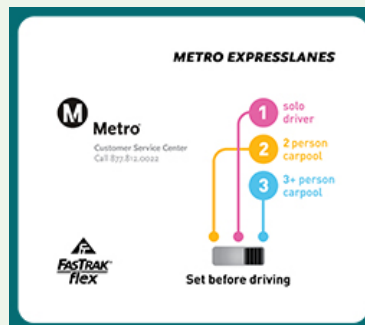 METRO EXPRESSLANES
M
Metro
Customer Service Center
Call 877.812.0022
1 solo
driver
2 2 person
carpool
3 3+ person
carpool
FASTRAK
flex
Set before driving